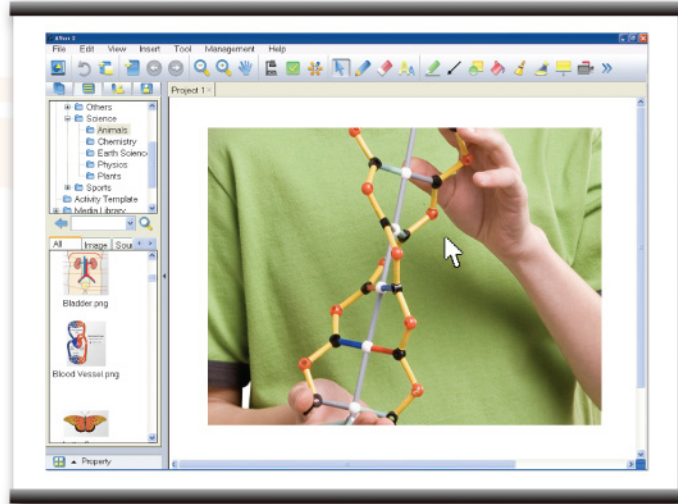 File Edit View Insert Tool Management Help
Project 1
Others
Science
Animals
Chemistry
Earth Scienc
Physics
Plants
Sports
Activity Template
Media Library
All Image Sou
Bladder.png
Blood Vessel.png
Property